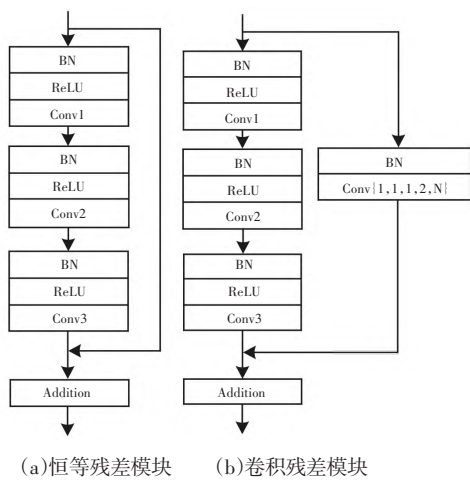 BN
ReLU
Conv1
BN
ReLU
Conv2
BN
ReLU
Conv3
Addition
BN
ReLU
Conv1
BN
ReLU
Conv2
BN
ReLU
Conv3
Addition
BN
Conv{1,1,1,2,N}
(a)恒等残差模块
(b)卷积残差模块